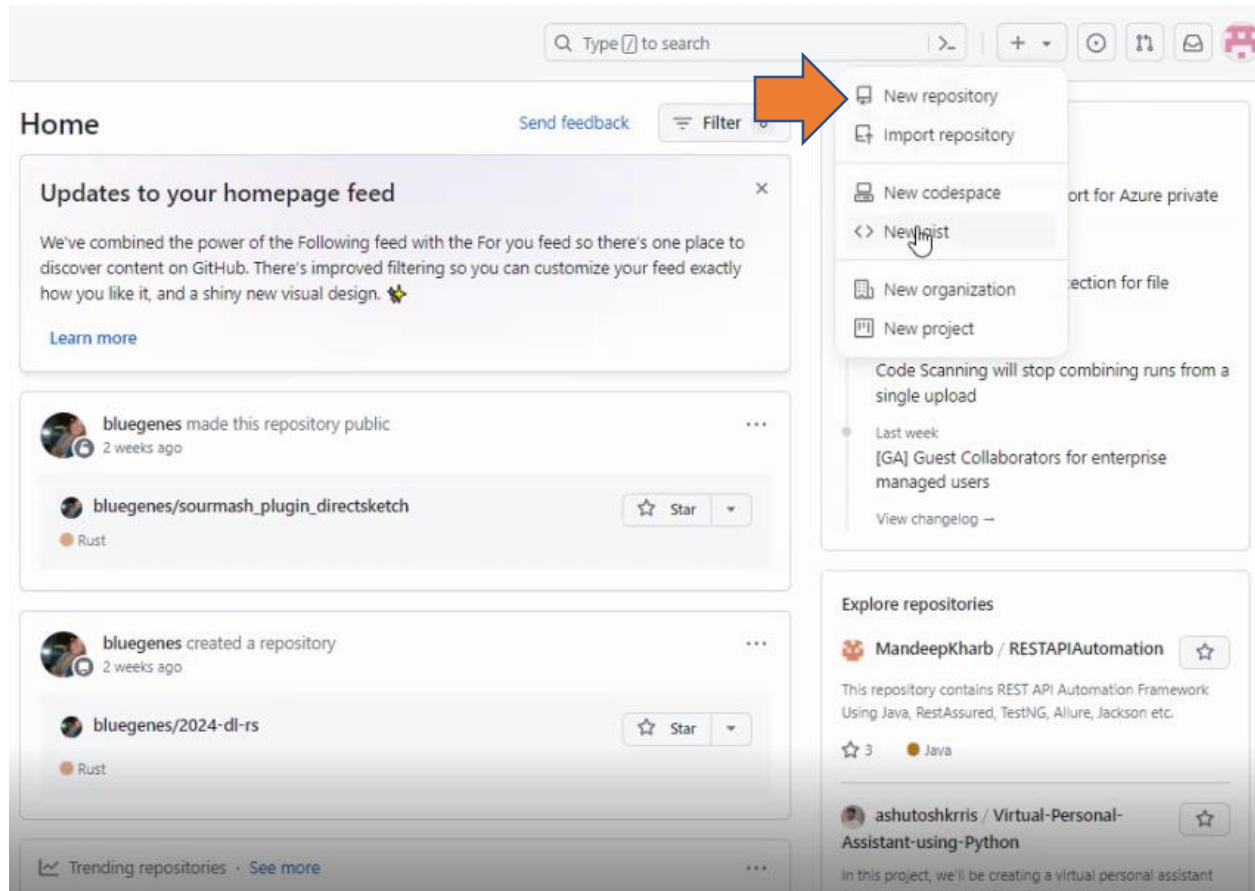 Type / to search
Home
Send feedback
Filter
New repository
Import repository
New codespace
New gist
New organization
New project
Updates to your homepage feed
We've combined the power of the Following feed with the For you feed so there's one place to
discover content on GitHub. There's improved filtering so you can customize your feed exactly
how you like it, and a shiny new visual design.
Learn more
bluegenes made this repository public
2 weeks ago
bluegenes/sourmash_plugin_directsketch
Star
Rust
bluegenes created a repository
2 weeks ago
bluegenes/2024-dl-rs
Star
Rust
Trending repositories · See more
ort for Azure private
ection for file
Code Scanning will stop combining runs from a
single upload
Last week
[GA] Guest Collaborators for enterprise
managed users
View changelog →
Explore repositories
MandeepKharb / RESTAPIAutomation
This repository contains REST API Automation Framework
Using Java, RestAssured, TestNG, Allure, Jackson etc.
3 Java
ashutoshkrris / Virtual-Personal-
Assistant-using-Python
In this project, we'll be creating a virtual personal assistant